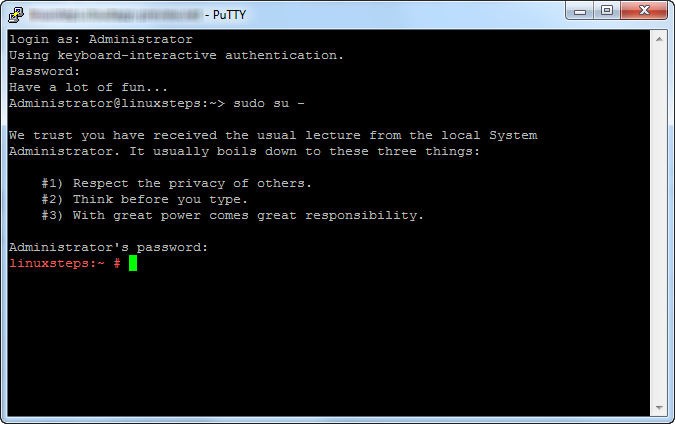 - PuTTY
login as: Administrator
Using keyboard-interactive authentication.
Password:
Have a lot of fun...
Administrator@linuxsteps:~> sudo su -
We trust you have received the usual lecture from the local System
Administrator. It usually boils down to these three things:
#1) Respect the privacy of others.
#2) Think before you type.
#3) With great power comes great responsibility.
Administrator's password:
linuxsteps:~ #